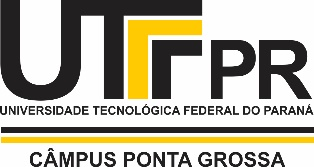 UTFPR
UNIVERSIDADE TECNOLÓGICA FEDERAL DO PARANÁ
CÂMPUS PONTA GROSSA